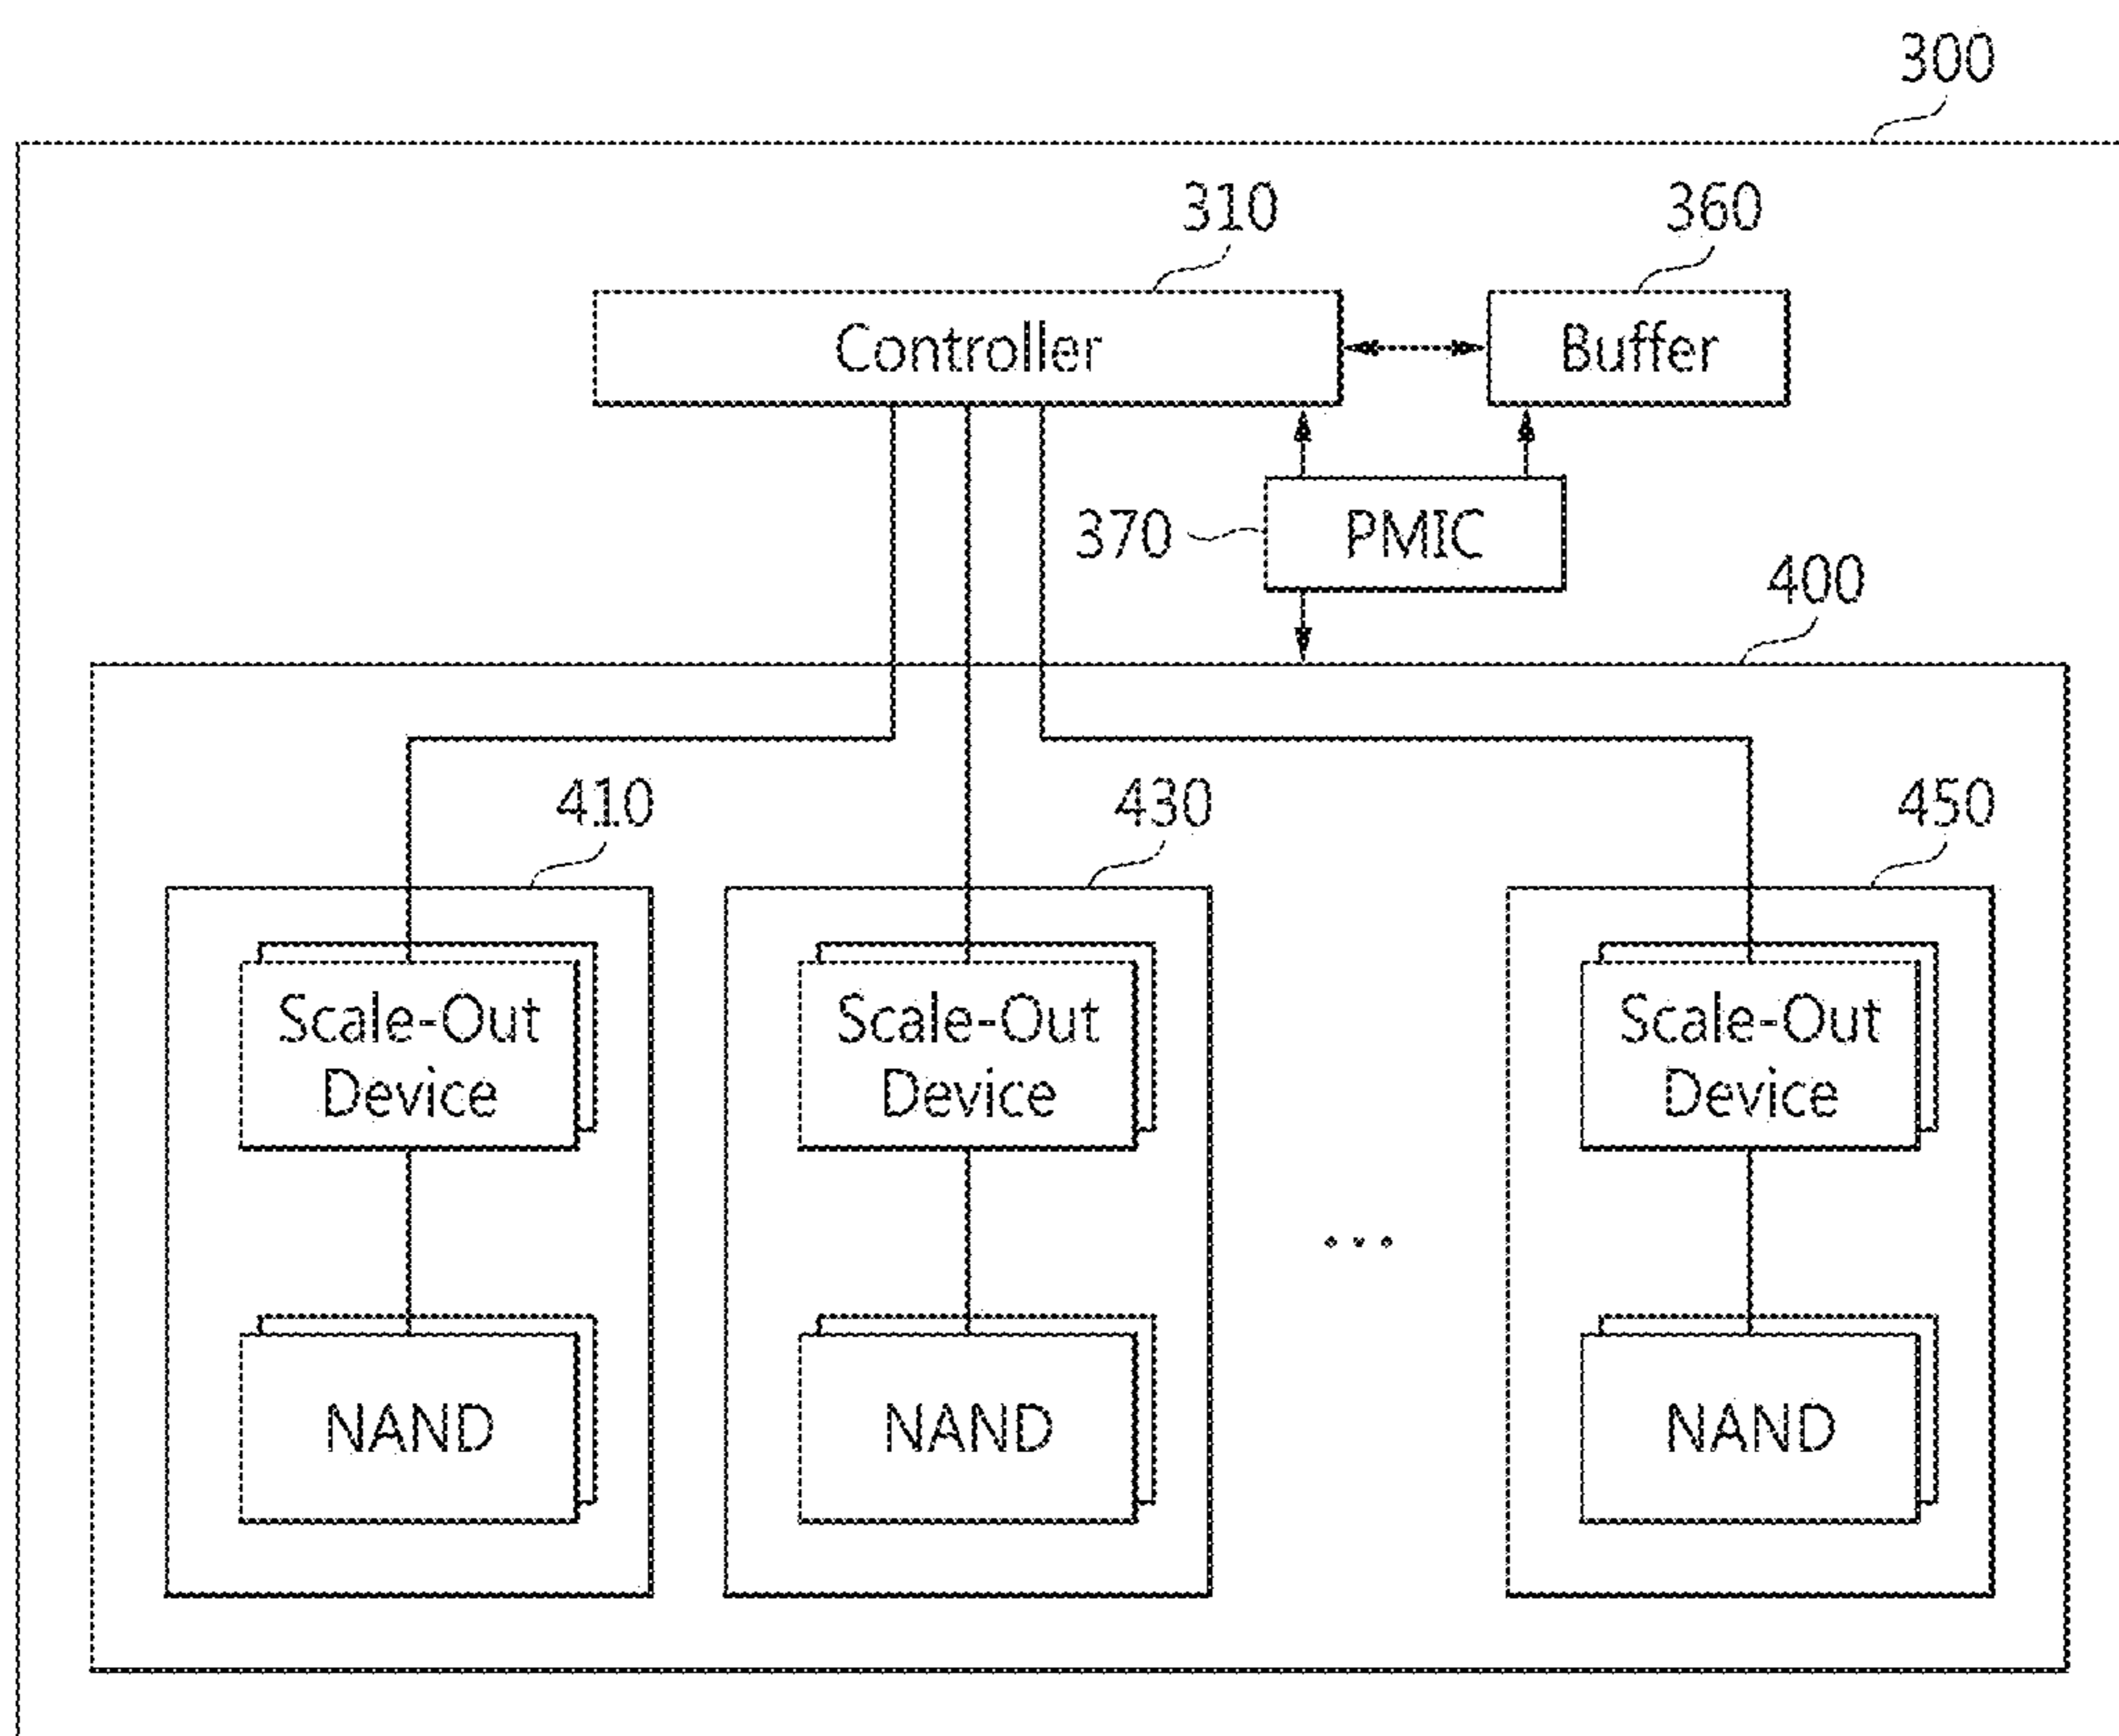 300
310
360
Controller
Buffer
370
PMIC
400
410
430
450
Scale-Out
Device
Scale-Out
Device
Scale-Out
Device
...
NAND
NAND
NAND